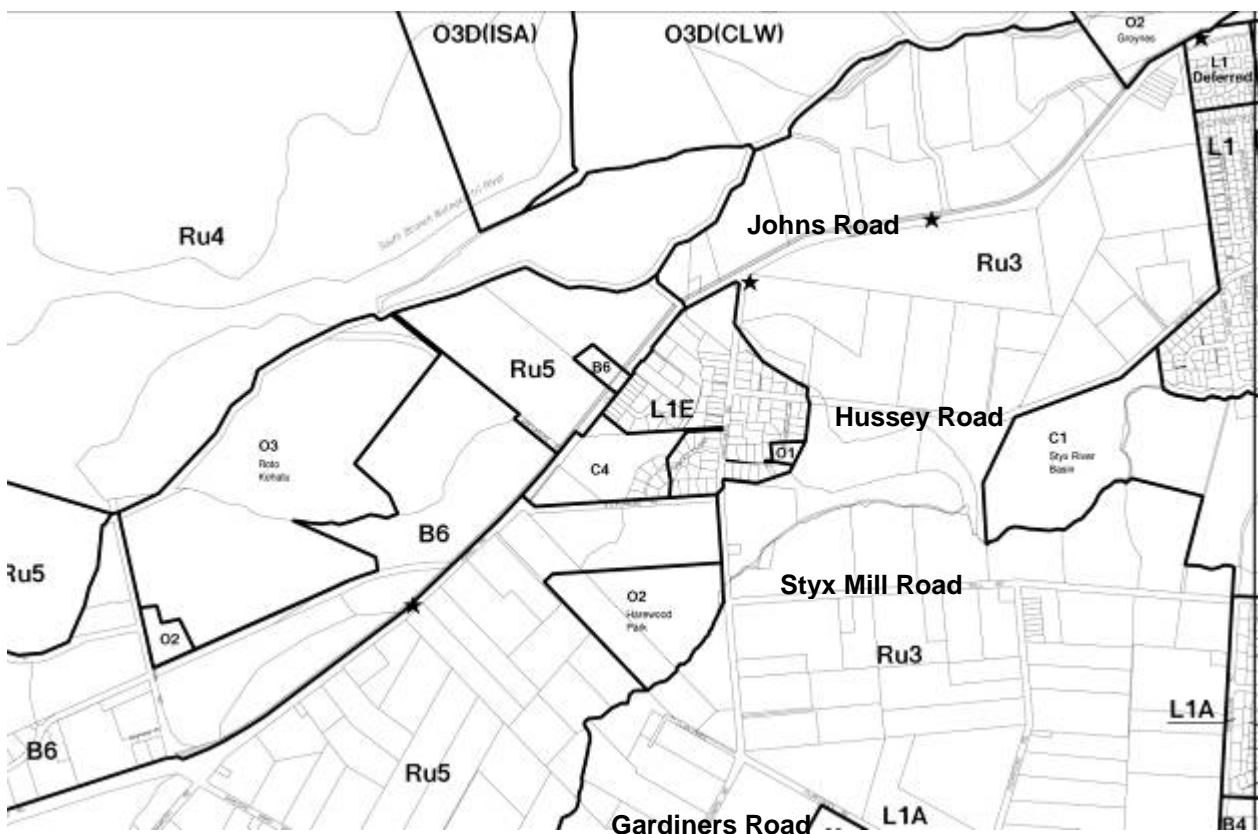 O3D(ISA)
O3D(CLW)
O2
Groynes
L1
Deferred
L1
Ru4
Johns Road
Ru3
Ru5
B6
L1E
Hussey Road
O3
Roto
Kohatu
C4
O1
C1
Styx River
Basin
B6
Ru5
Styx Mill Road
O2
Harewood
Park
O2
Ru3
L1A
B6
Ru5
L1A
Gardiners Road
B4